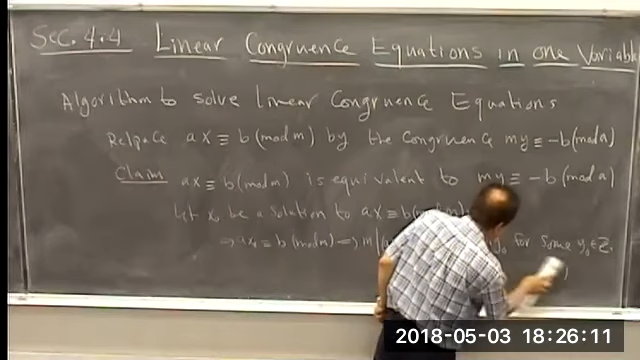 Sec. 4.4 Linear Congruence Equations in one Variable
Algorithm to solve Linear Congruence Equations
Relpace ax ≡ b (mod m) by the Congruence my ≡ -b (mod a)
Claim ax ≡ b (mod m) is equivalent to my ≡ -b (mod a)
Let x₀ be a solution to ax ≡ b (mod m)
⇒ ax₀ ≡ b (mod m) ⇒ m | (a y₀ for some y₀ ∈ ℤ.
2018-05-03 18:26:11